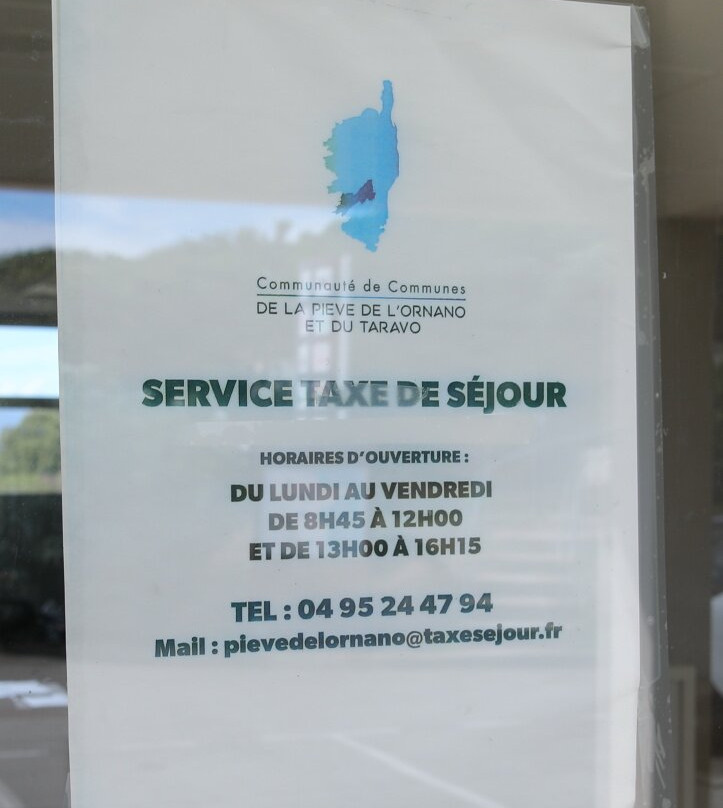 Communauté de Communes
DE LA PIEVE DE L'ORNANO
ET DU TARAVO
SERVICE TAXE DE SÉJOUR
HORAIRES D'OUVERTURE :
DU LUNDI AU VENDREDI
DE 8H45 À 12H00
ET DE 13H00 À 16H15
TEL : 04 95 24 47 94
Mail : pievedelornano@taxesejour.fr